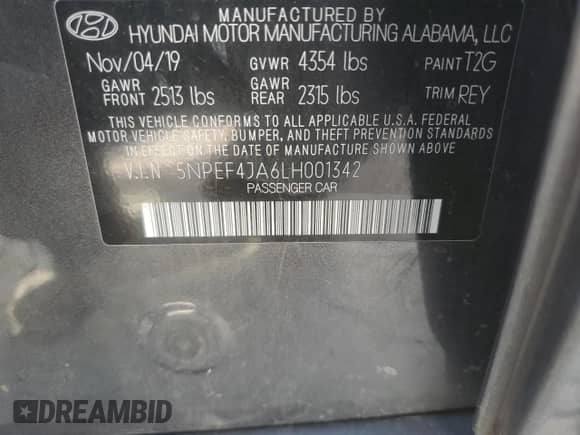 MANUFACTURED BY
HYUNDAI MOTOR MANUFACTURING ALABAMA, LLC
Nov/04/19 GVWR 4354 lbs PAINT T2G
GAWR FRONT 2513 lbs GAWR REAR 2315 lbs TRIM REY
THIS VEHICLE CONFORMS TO ALL APPLICABLE U.S.A. FEDERAL
MOTOR VEHICLE SAFETY, BUMPER, AND THEFT PREVENTION STANDARDS
IN EFFECT ON THE DATE OF MANUFACTURE SHOWN ABOVE.
V.I.N 5NPEF4JA6LH001342
PASSENGER CAR
DREAMBID